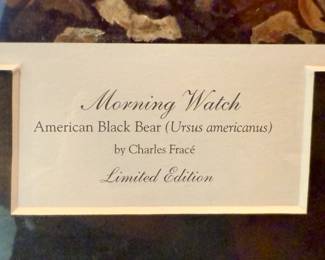 Morning Watch
American Black Bear (Ursus americanus)
by Charles Fracé
Limited Edition